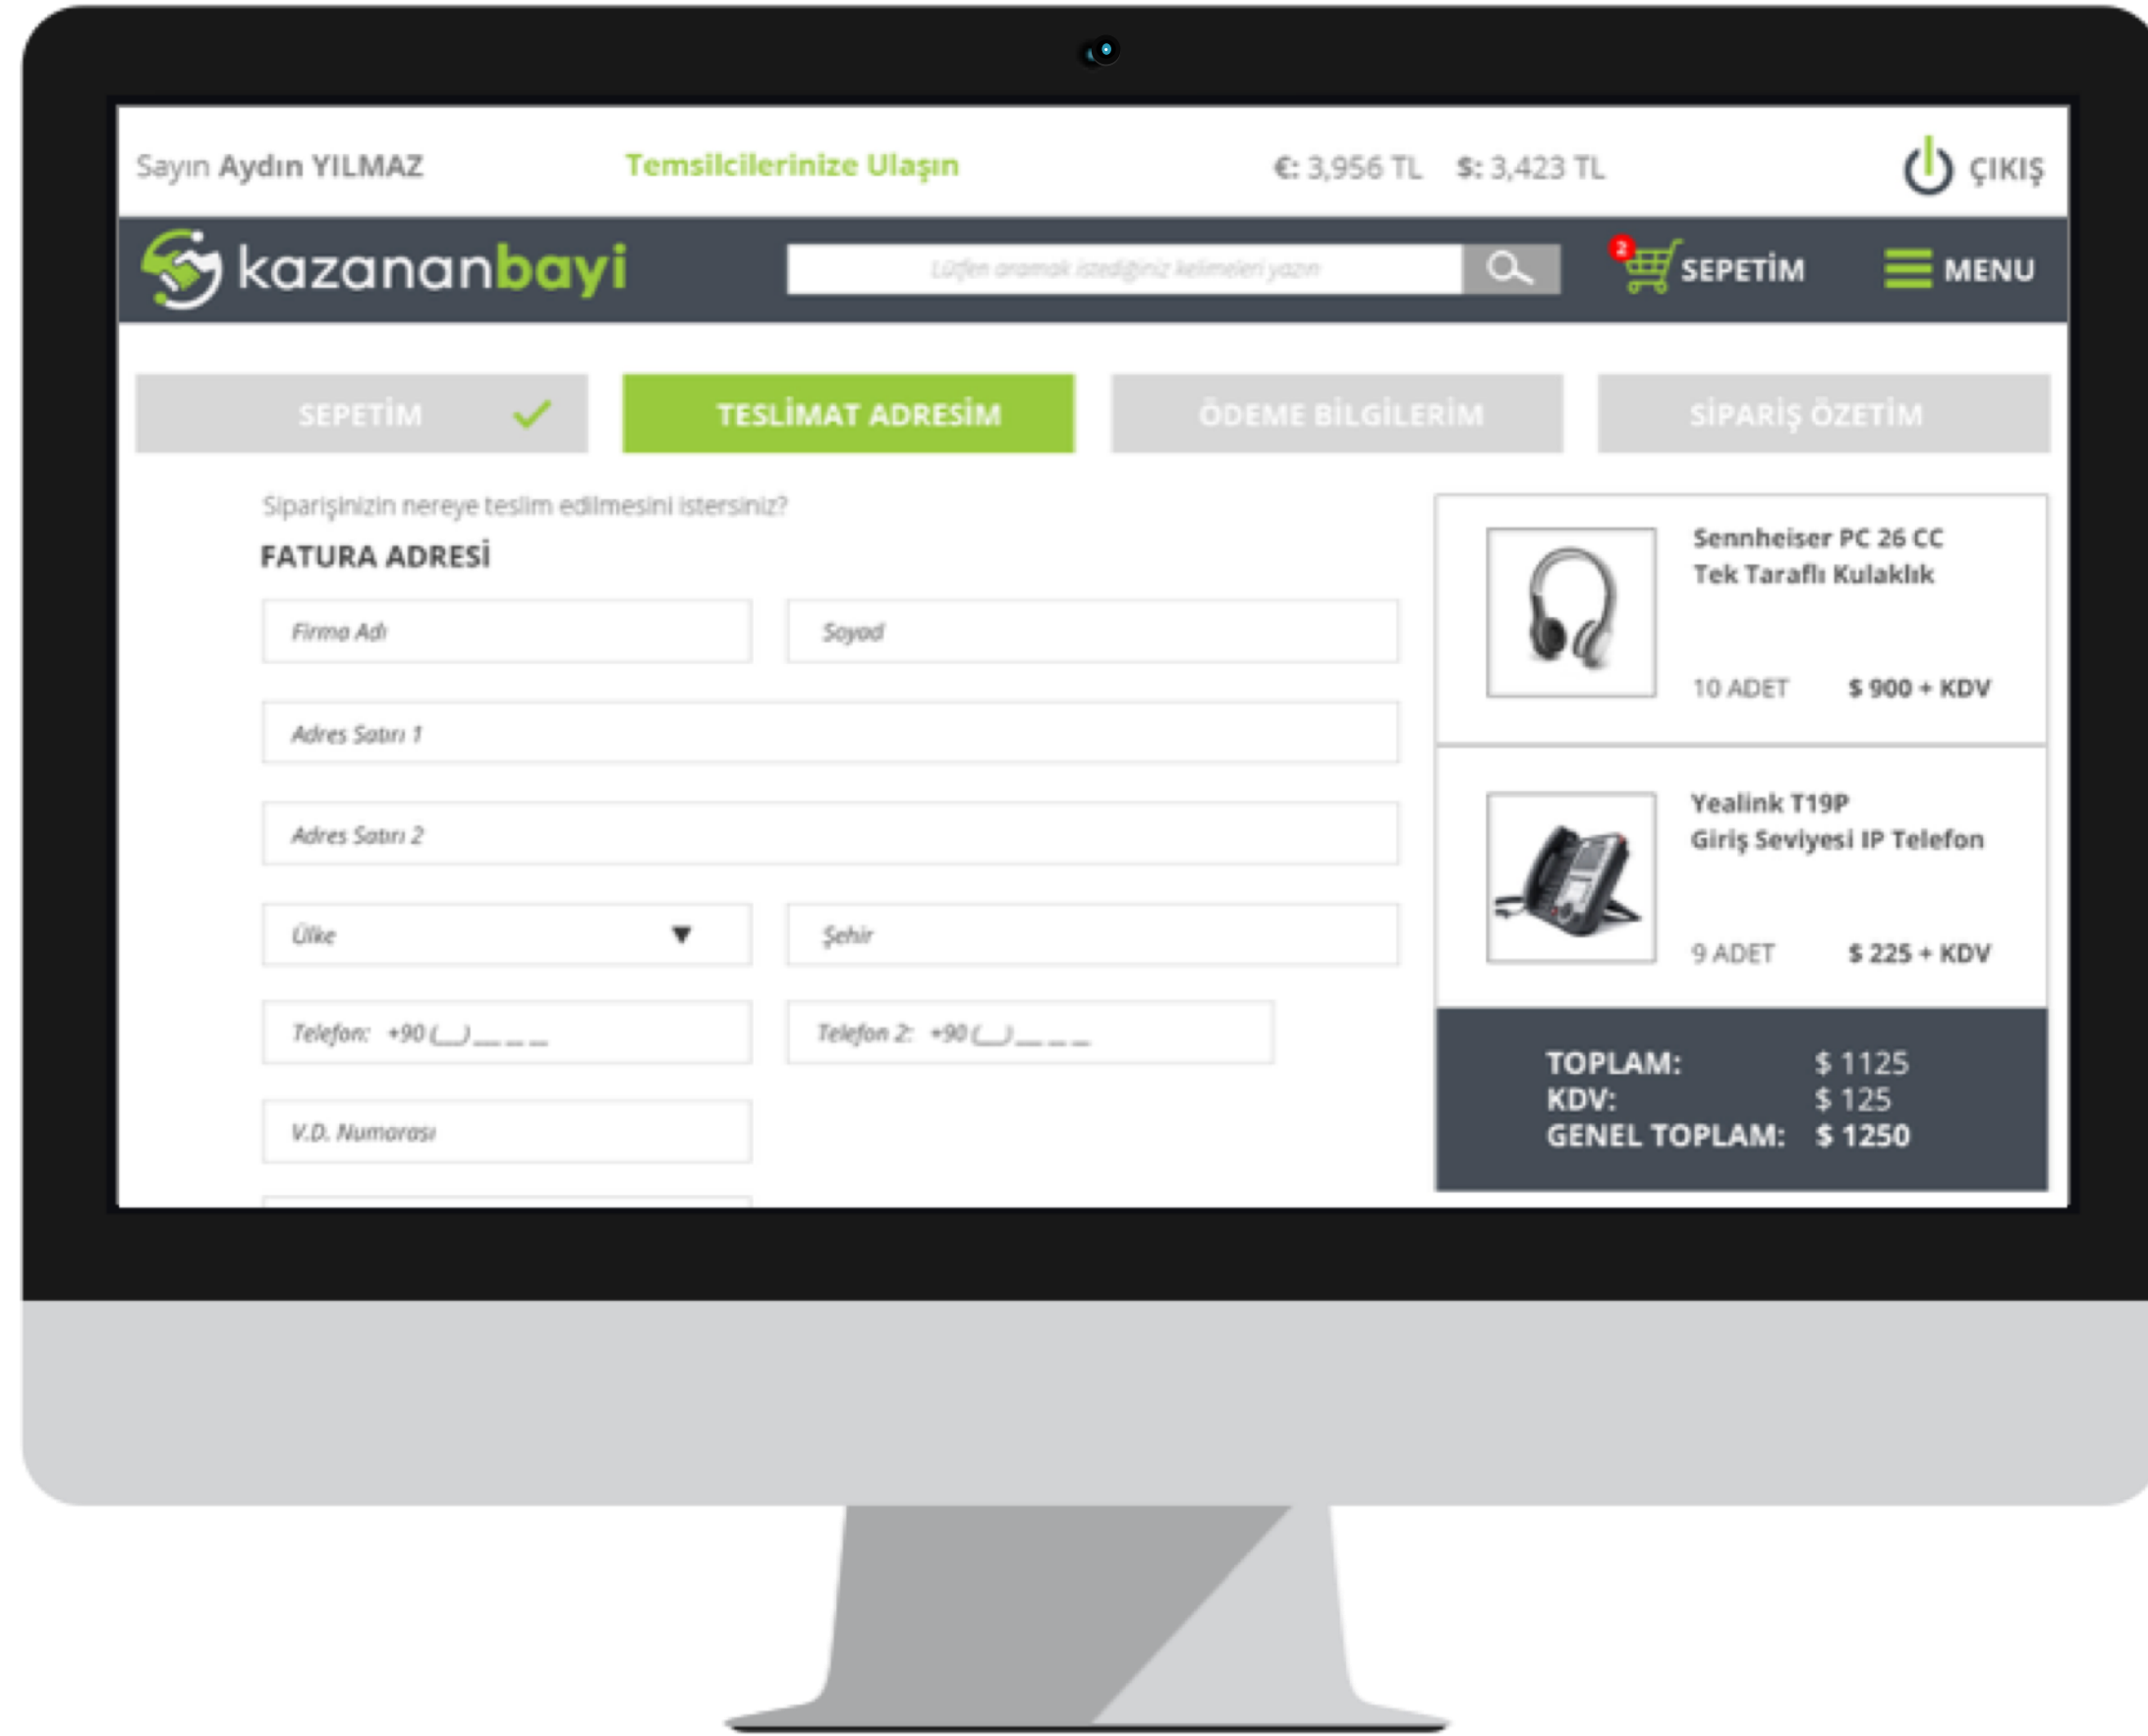 Sayın Aydın YILMAZ Temsilcilerinize Ulaşın €: 3,956 TL $: 3,423 TL ÇIKIŞ
kazananbayi Lütfen aramak istediğiniz kelimeleri yazın 2 SEPETİM MENU
SEPETİM TESLİMAT ADRESİM ÖDEME BİLGİLERİM SİPARİŞ ÖZETİM
Siparişinizin nereye teslim edilmesini istersiniz?
FATURA ADRESİ
Firma Adı Soyad
Adres Satırı 1
Adres Satırı 2
Ülke Şehir
Telefon: +90 (__) __ __ __ Telefon 2: +90 (__) __ __ __
V.D. Numarası
Sennheiser PC 26 CC
Tek Taraflı Kulaklık
10 ADET $ 900 + KDV
Yealink T19P
Giriş Seviyesi IP Telefon
9 ADET $ 225 + KDV
TOPLAM: $ 1125
KDV: $ 125
GENEL TOPLAM: $ 1250